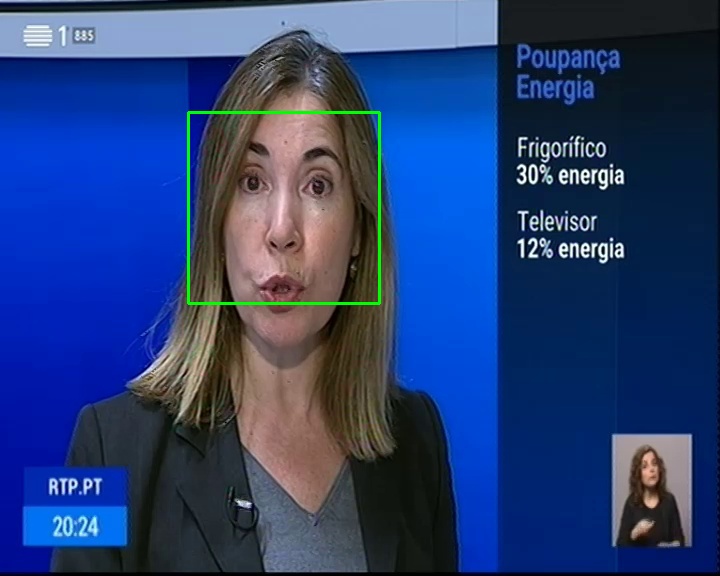 1 885
Poupança
Energia
Frigorífico
30% energia
Televisor
12% energia
RTP.PT
20:24